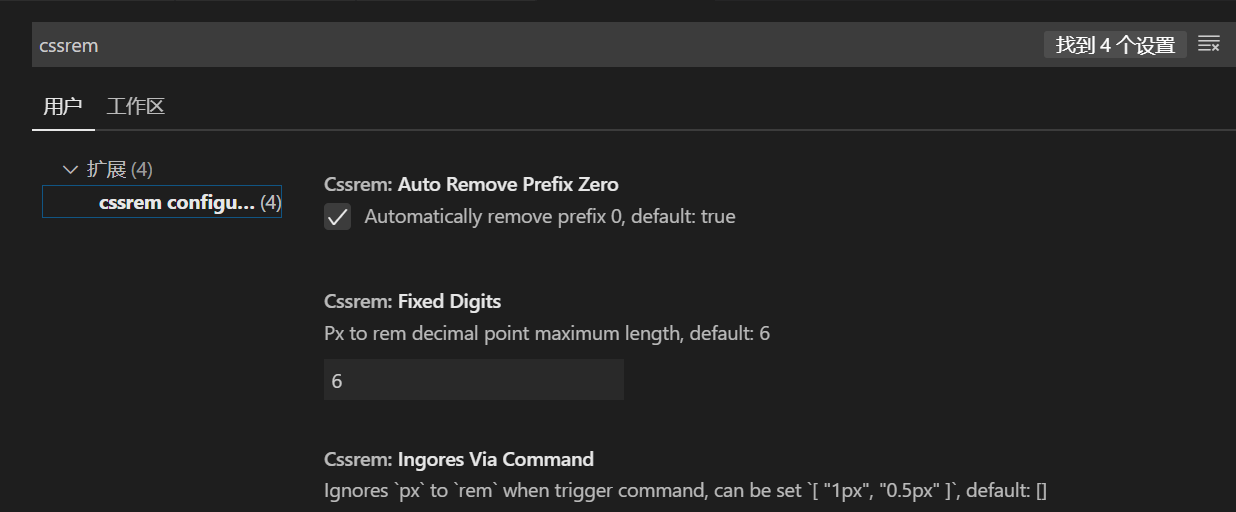 cssrem
找到 4 个设置
用户 工作区
扩展 (4)
cssrem configu... (4)
Cssrem: Auto Remove Prefix Zero
Automatically remove prefix 0, default: true
Cssrem: Fixed Digits
Px to rem decimal point maximum length, default: 6
6
Cssrem: Ingores Via Command
Ignores `px` to `rem` when trigger command, can be set `[ "1px", "0.5px" ]`, default: []